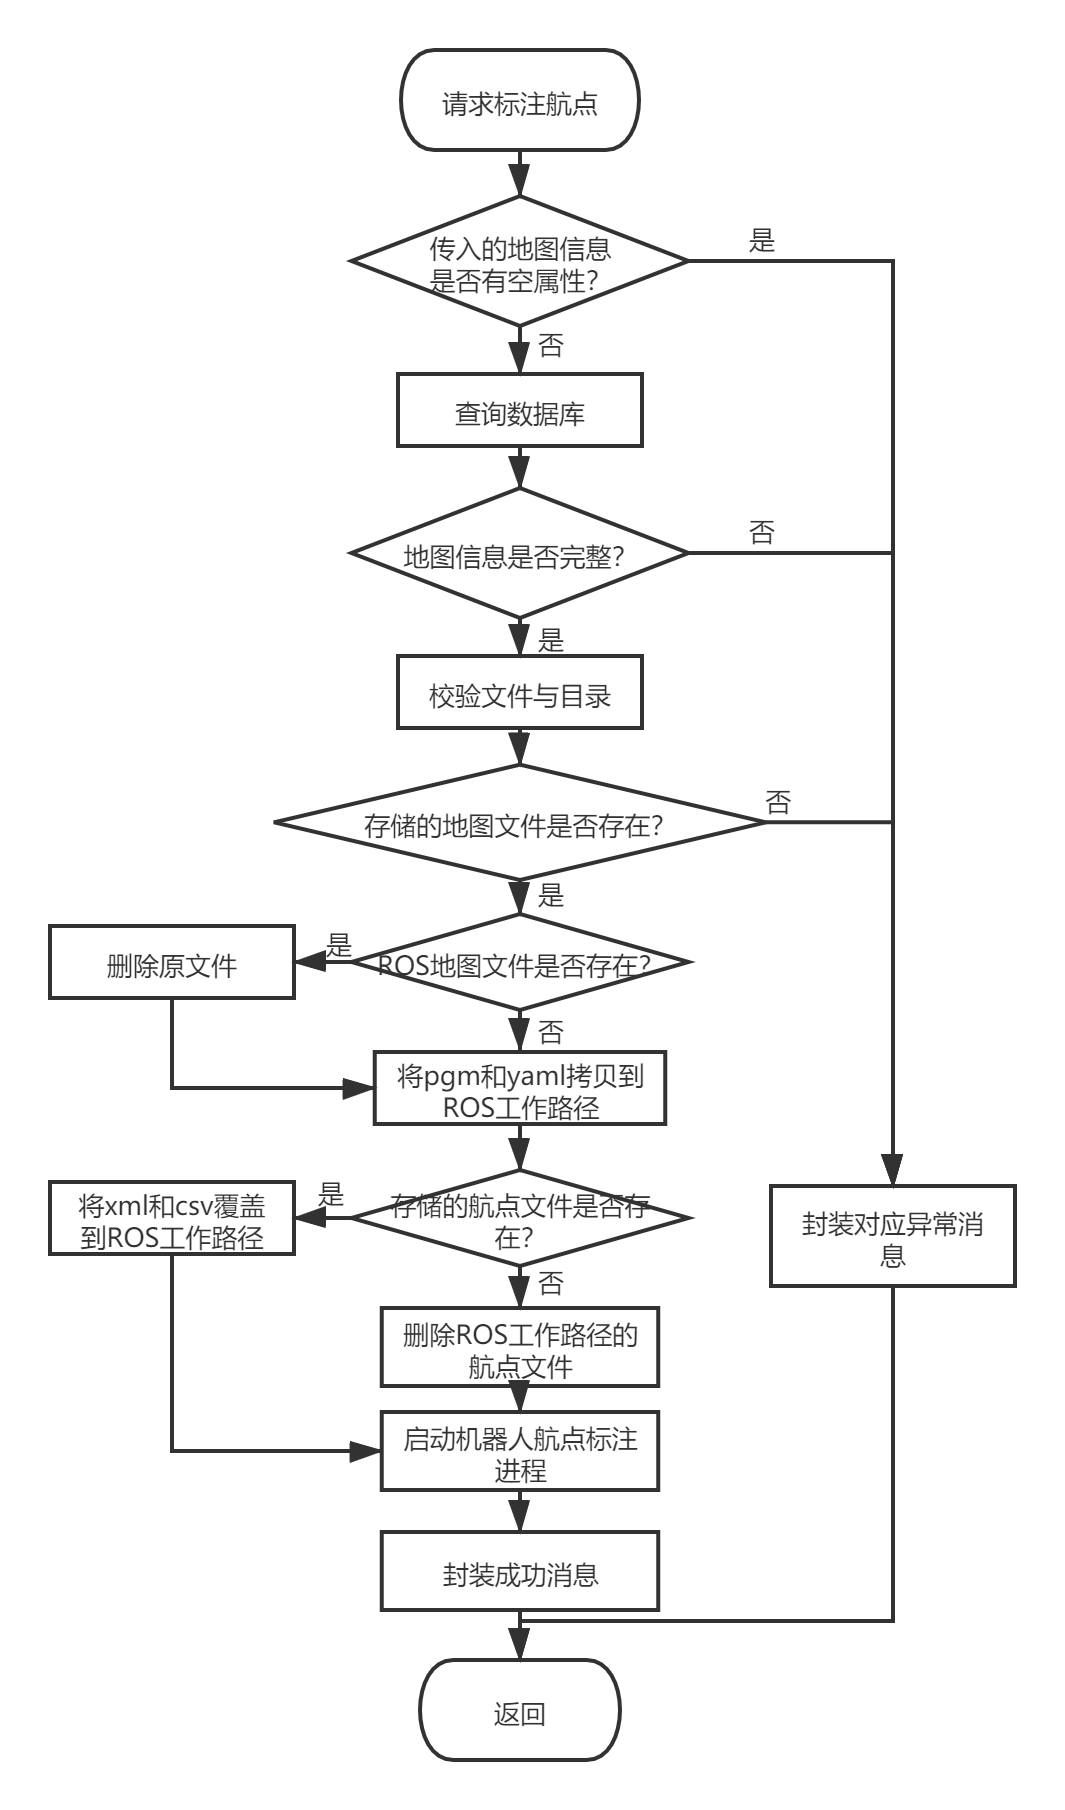 请求标注航点
传入的地图信息
是否有空属性？
是
否
查询数据库
地图信息是否完整？
否
是
校验文件与目录
存储的地图文件是否存在？
否
是
ROS地图文件是否存在？
是
删除原文件
否
将pgm和yaml拷贝到
ROS工作路径
存储的航点文件是否存
在？
是
将xml和csv覆盖
到ROS工作路径
封装对应异常消
息
否
删除ROS工作路径的
航点文件
启动机器人航点标注
进程
封装成功消息
返回